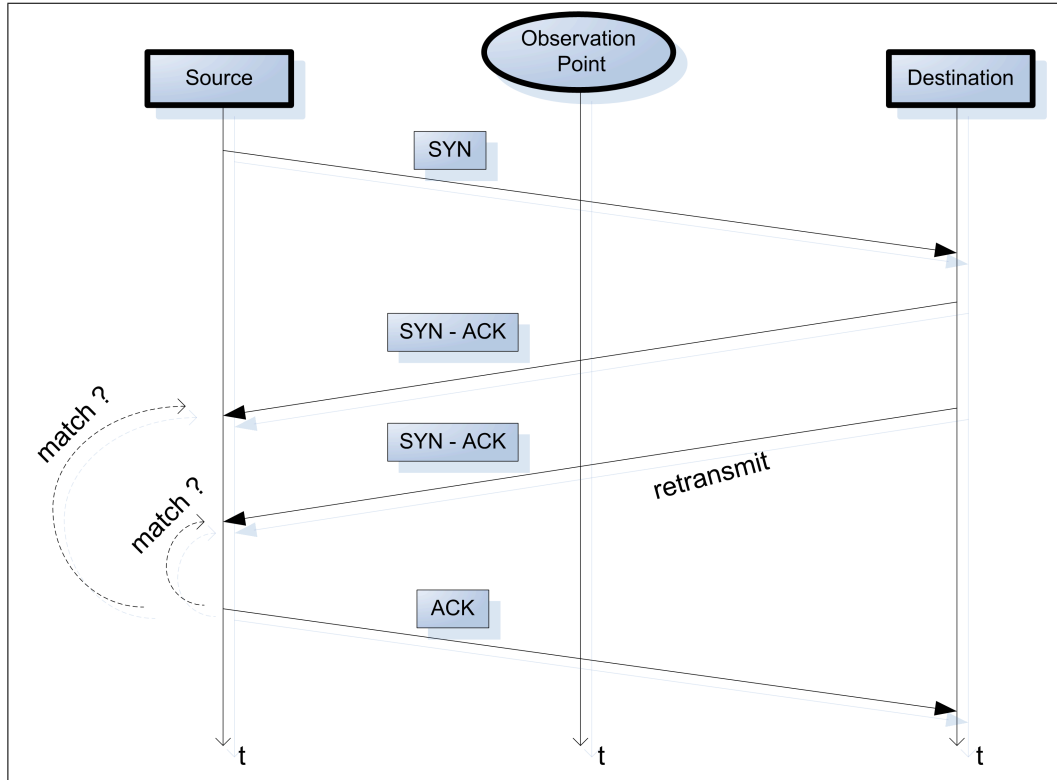 Observation
Point
Source
Destination
SYN
SYN - ACK
match ?
SYN - ACK
retransmit
match ?
ACK
t
t
t